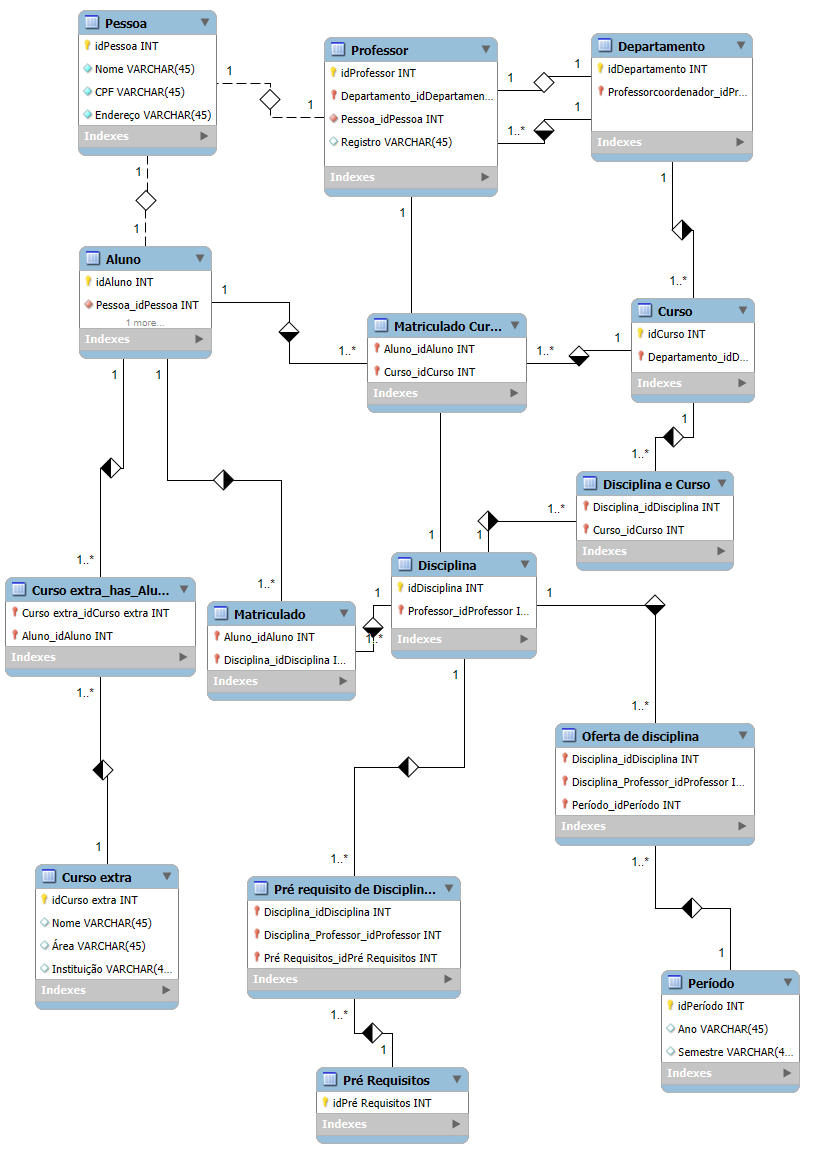 Pessoa
idPessoa INT
Nome VARCHAR(45)
CPF VARCHAR(45)
Endereço VARCHAR(45)
Indexes
1
1
Professor
idProfessor INT
Departamento_idDepartamen...
Pessoa_idPessoa INT
Registro VARCHAR(45)
Indexes
1
1
1
1..*
Departamento
idDepartamento INT
Professorcoordenador_idPr...
Indexes
1
1
1
1
1
1..*
Aluno
idAluno INT
Pessoa_idPessoa INT
1 more...
Indexes
1
1..*
Matriculado Cur...
Aluno_idAluno INT
Curso_idCurso INT
Indexes
1..*
1
Curso
idCurso INT
Departamento_idD...
Indexes
1
1..*
1
1
Disciplina e Curso
Disciplina_idDisciplina INT
Curso_idCurso INT
Indexes
1..*
1
1
Disciplina
idDisciplina INT
Professor_idProfessor I...
Indexes
1..*
Curso extra_has_Alu...
Curso extra_idCurso extra INT
Aluno_idAluno INT
Indexes
1..*
1..*
Matriculado
Aluno_idAluno INT
Disciplina_idDisciplina I...
Indexes
1
1..*
1
1
1..*
Oferta de disciplina
Disciplina_idDisciplina INT
Disciplina_Professor_idProfessor I...
Período_idPeríodo INT
Indexes
1..*
1
Curso extra
idCurso extra INT
Nome VARCHAR(45)
Área VARCHAR(45)
Instituição VARCHAR(4...
Indexes
1
1..*
Pré requisito de Disciplin...
Disciplina_idDisciplina INT
Disciplina_Professor_idProfessor INT
Pré Requisitos_idPré Requisitos INT
Indexes
1..*
1
Período
idPeríodo INT
Ano VARCHAR(45)
Semestre VARCHAR(4...
Indexes
Pré Requisitos
idPré Requisitos INT
Indexes